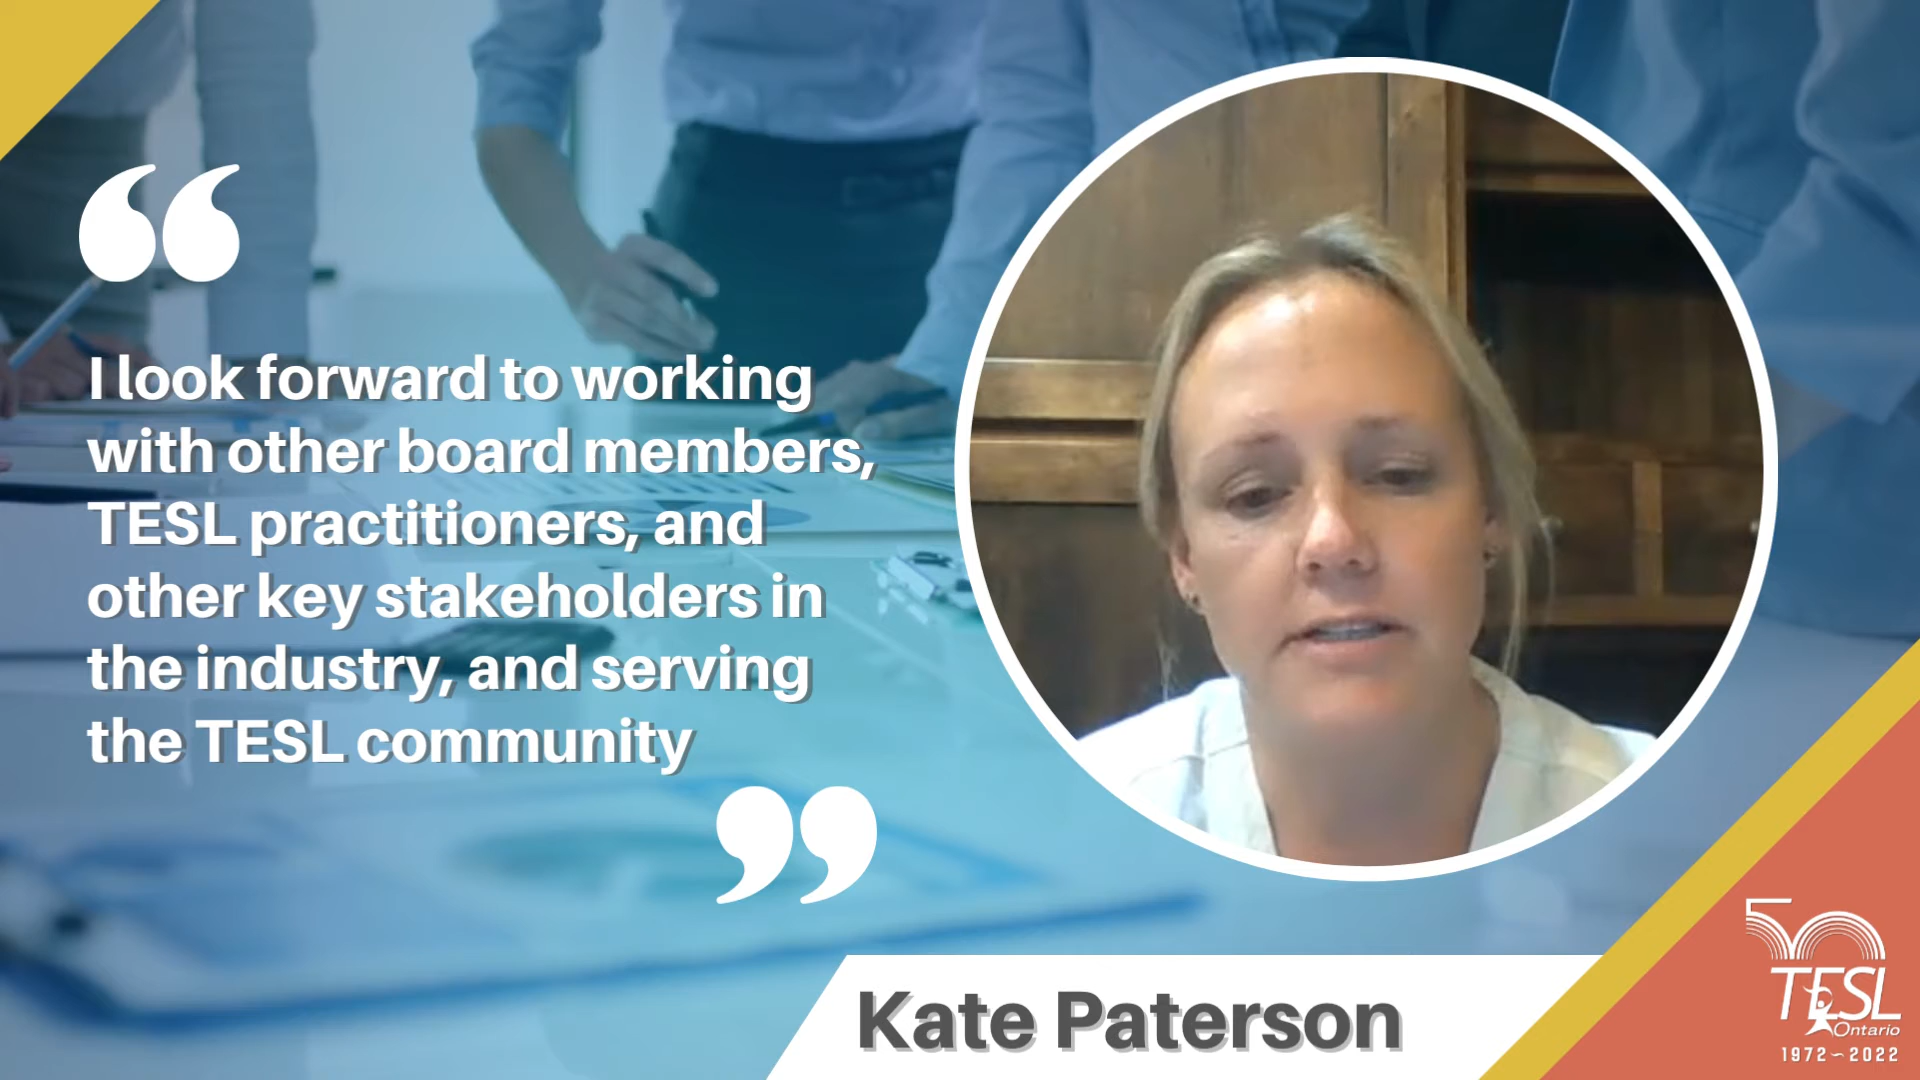 “
I look forward to working
with other board members,
TESL practitioners, and
other key stakeholders in
the industry, and serving
the TESL community
”
Kate Paterson
50
TESL
Ontario
1972~2022